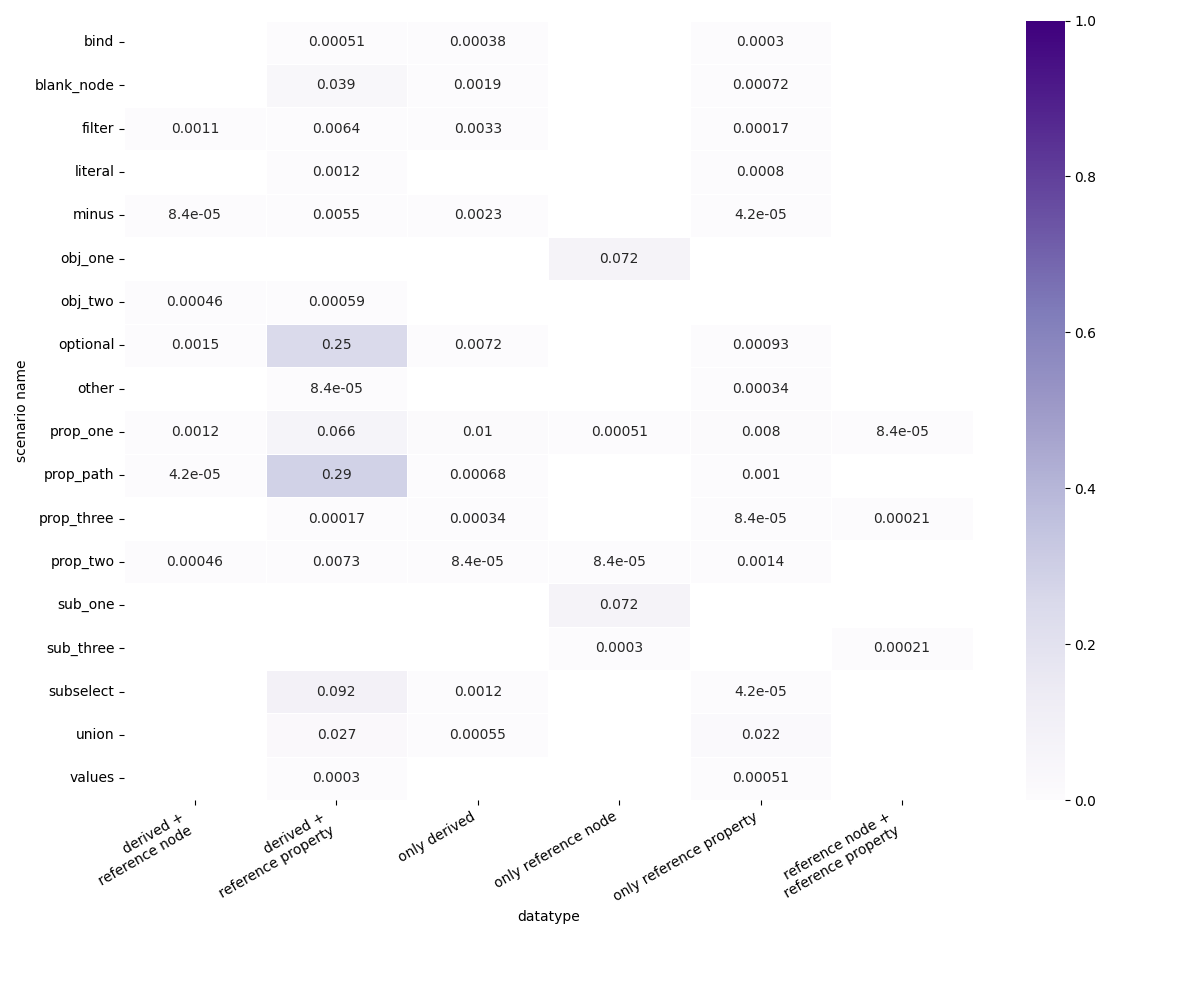 bind 0.00051 0.00038 0.0003
blank_node 0.039 0.0019 0.00072
filter 0.0011 0.0064 0.0033 0.00017
literal 0.0012 0.0008
minus 8.4e-05 0.0055 0.0023 4.2e-05
obj_one 0.072
obj_two 0.00046 0.00059
optional 0.0015 0.25 0.0072 0.00093
other 8.4e-05 0.00034
prop_one 0.0012 0.066 0.01 0.00051 0.008 8.4e-05
prop_path 4.2e-05 0.29 0.00068 0.001
prop_three 0.00017 0.00034 8.4e-05 0.00021
prop_two 0.00046 0.0073 8.4e-05 8.4e-05 0.0014
sub_one 0.072
sub_three 0.0003 0.00021
subselect 0.092 0.0012 4.2e-05
union 0.027 0.00055 0.022
values 0.0003 0.00051
scenario name
derived +
reference node
derived +
reference property
only derived
only reference node
only reference property
reference node +
reference property
datatype
1.0
0.8
0.6
0.4
0.2
0.0